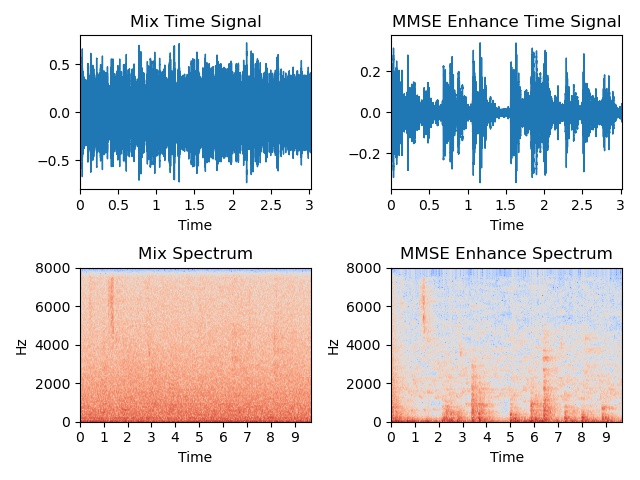 Mix Time Signal
MMSE Enhance Time Signal
0.5
0.0
−0.5
0 0.5 1 1.5 2 2.5 3
Time
0.2
0.0
−0.2
0 0.5 1 1.5 2 2.5 3
Time
Mix Spectrum
MMSE Enhance Spectrum
Hz
8000
6000
4000
2000
0
0 1 2 3 4 5 6 7 8 9
Time
Hz
8000
6000
4000
2000
0
0 1 2 3 4 5 6 7 8 9
Time